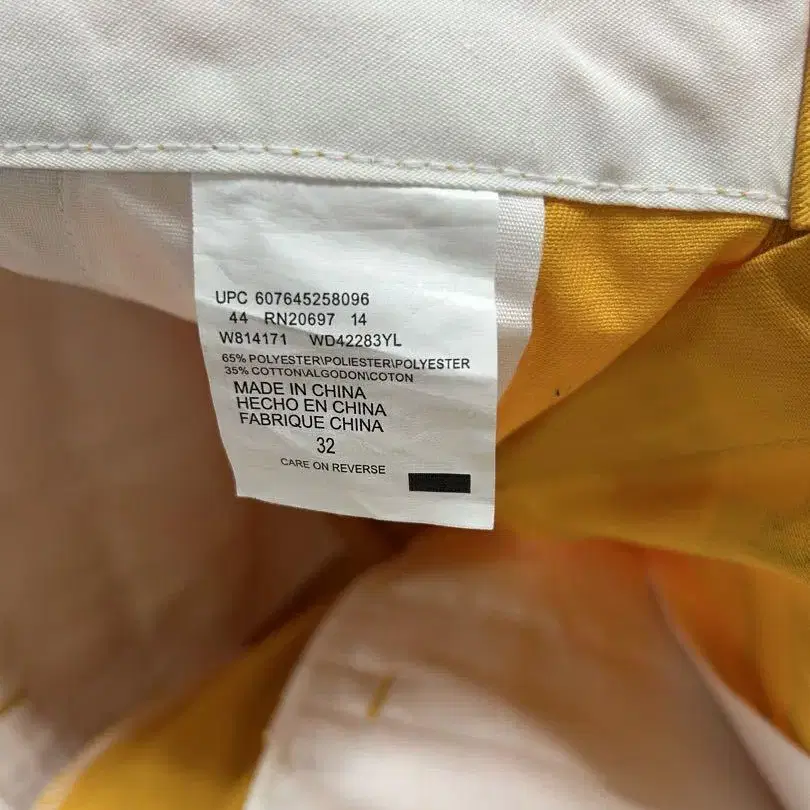 UPC 607645258096
44 RN20697 14
W814171 WD42283YL
65% POLYESTER\POLIESTER\POLYESTER
35% COTTON\ALGODON\COTON
MADE IN CHINA
HECHO EN CHINA
FABRIQUE CHINA
32
CARE ON REVERSE